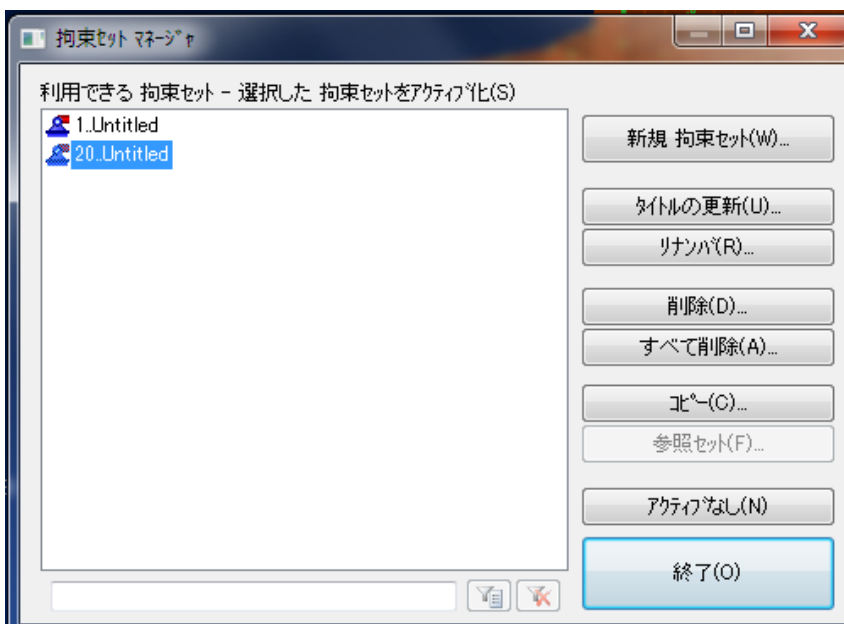 拘束ｾｯﾄ ﾏﾈｰｼﾞｬ
利用できる 拘束ｾｯﾄ - 選択した 拘束ｾｯﾄをｱｸﾃｨﾌﾞ化(S)
1..Untitled
20..Untitled
新規 拘束ｾｯﾄ(W)...
ﾀｲﾄﾙの更新(U)...
ﾘﾅﾝﾊﾞ(R)...
削除(D)...
すべて削除(A)...
ｺﾋﾟｰ(C)...
参照ｾｯﾄ(F)...
ｱｸﾃｨﾌﾞなし(N)
終了(O)